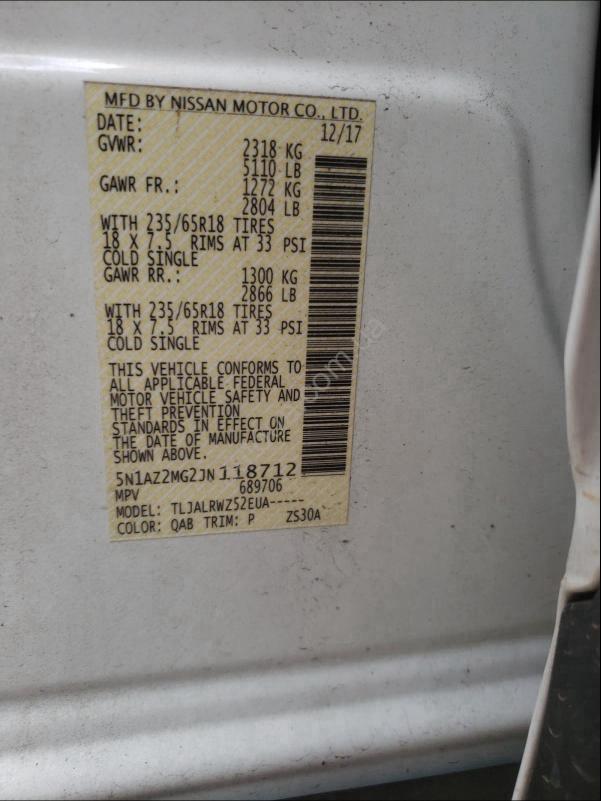 MFD BY NISSAN MOTOR CO., LTD.
DATE: 12/17
GVWR: 2318 KG
5110 LB
GAWR FR.: 1272 KG
2804 LB
WITH 235/65R18 TIRES
18 X 7.5 RIMS AT 33 PSI
COLD SINGLE
GAWR RR.: 1300 KG
2866 LB
WITH 235/65R18 TIRES
18 X 7.5 RIMS AT 33 PSI
COLD SINGLE
THIS VEHICLE CONFORMS TO
ALL APPLICABLE FEDERAL
MOTOR VEHICLE SAFETY AND
THEFT PREVENTION
STANDARDS IN EFFECT ON
THE DATE OF MANUFACTURE
SHOWN ABOVE.
5N1AZ2MG2JN118712
MPV 689706
MODEL: TLJALRWZ52EUA-----
COLOR: QAB TRIM: P ZS30A